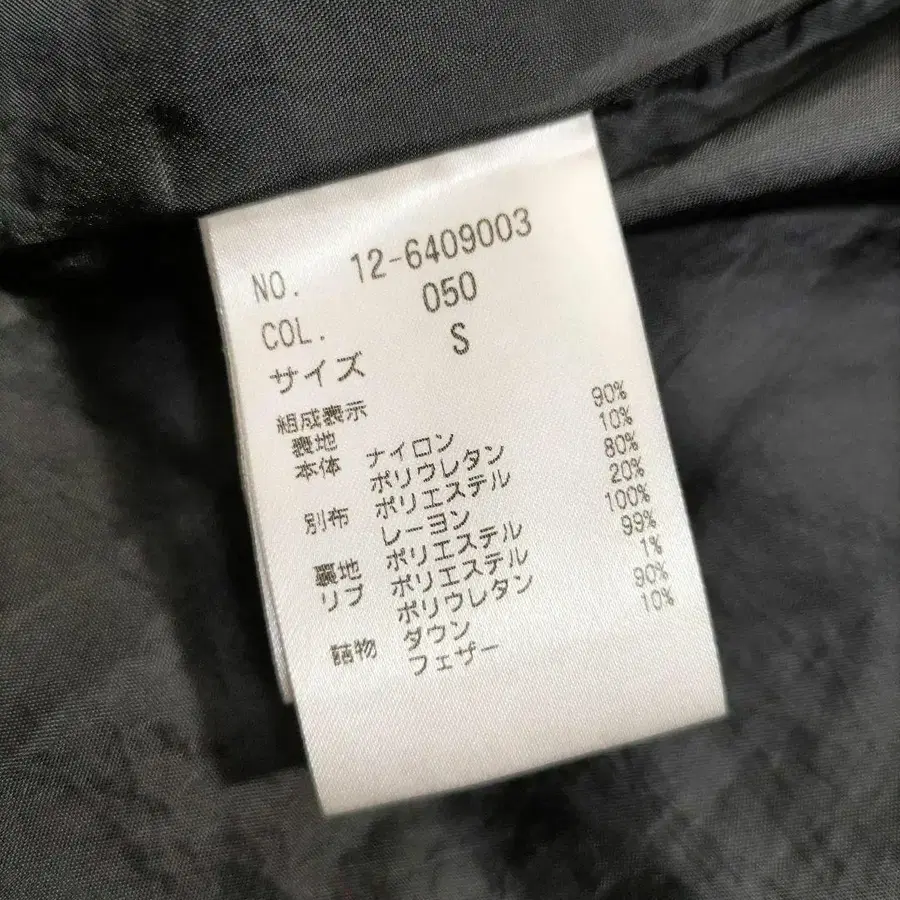 NO. 12-6409003
COL. 050
サイズ S
組成表示
表地
本体 ナイロン 90%
ポリウレタン 10%
別布 ポリエステル 80%
レーヨン 20%
裏地 ポリエステル 100%
リブ ポリエステル 99%
ポリウレタン 1%
詰物 ダウン 90%
フェザー 10%